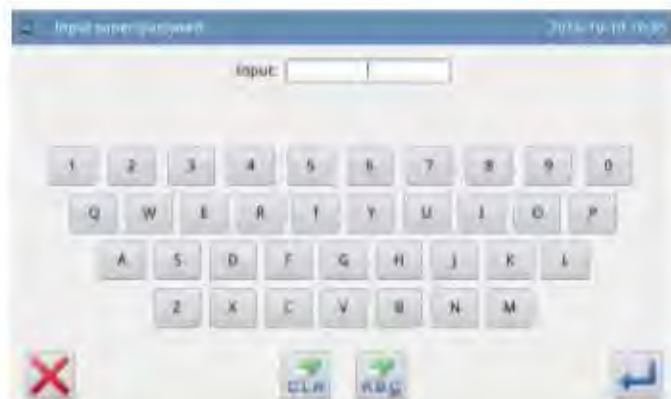 Input super password
Input:
1 2 3 4 5 6 7 8 9 0
Q W E R T Y U I O P
A S D F G H J K L
Z X C V B N M
CLR ABC